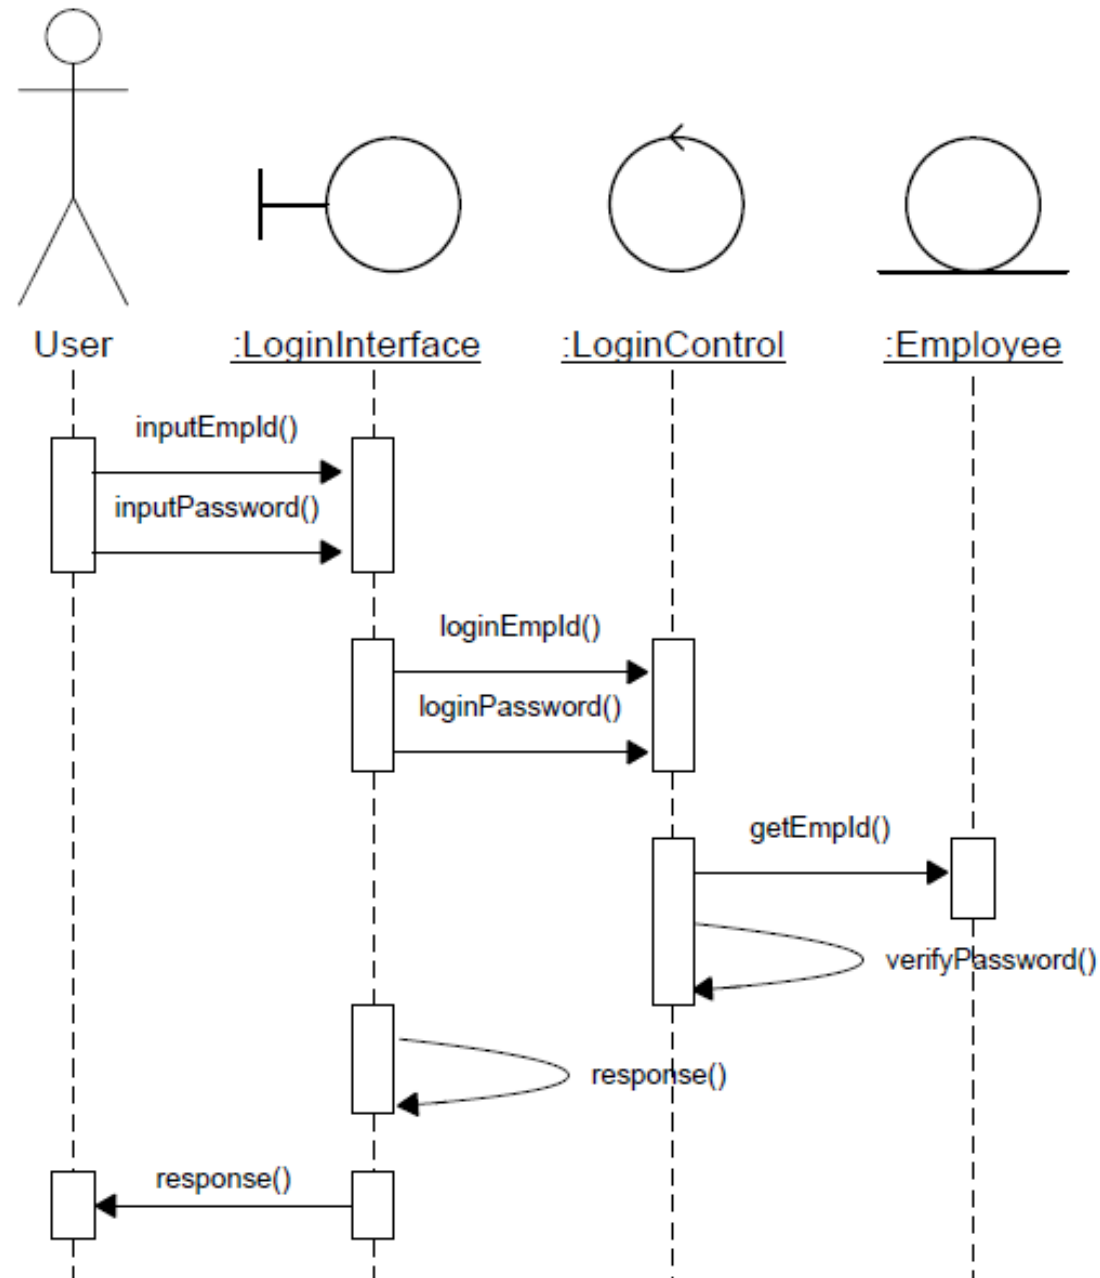 User
:LoginInterface
:LoginControl
:Employee
inputEmpId()
inputPassword()
loginEmpId()
loginPassword()
getEmpId()
verifyPassword()
response()
response()